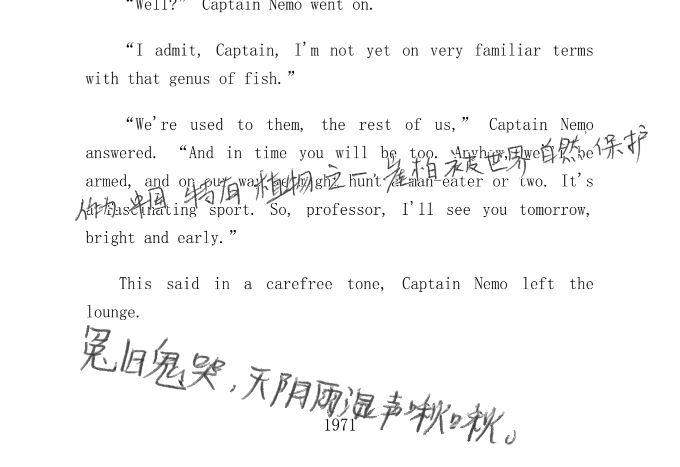 “Well?” Captain Nemo went on.
“I admit, Captain, I'm not yet on very familiar terms
with that genus of fish.”
“We're used to them, the rest of us,” Captain Nemo
answered. “And in time you will be too. Anyhow, we'll be
armed, and on our way we might hunt a man-eater or two. It's
a fascinating sport. So, professor, I'll see you tomorrow,
bright and early.”
作为中国特有植物之一,崖柏被世界自然保护
This said in a carefree tone, Captain Nemo left the
lounge.
冤旧鬼哭,天阴雨湿声啾啾。
1971